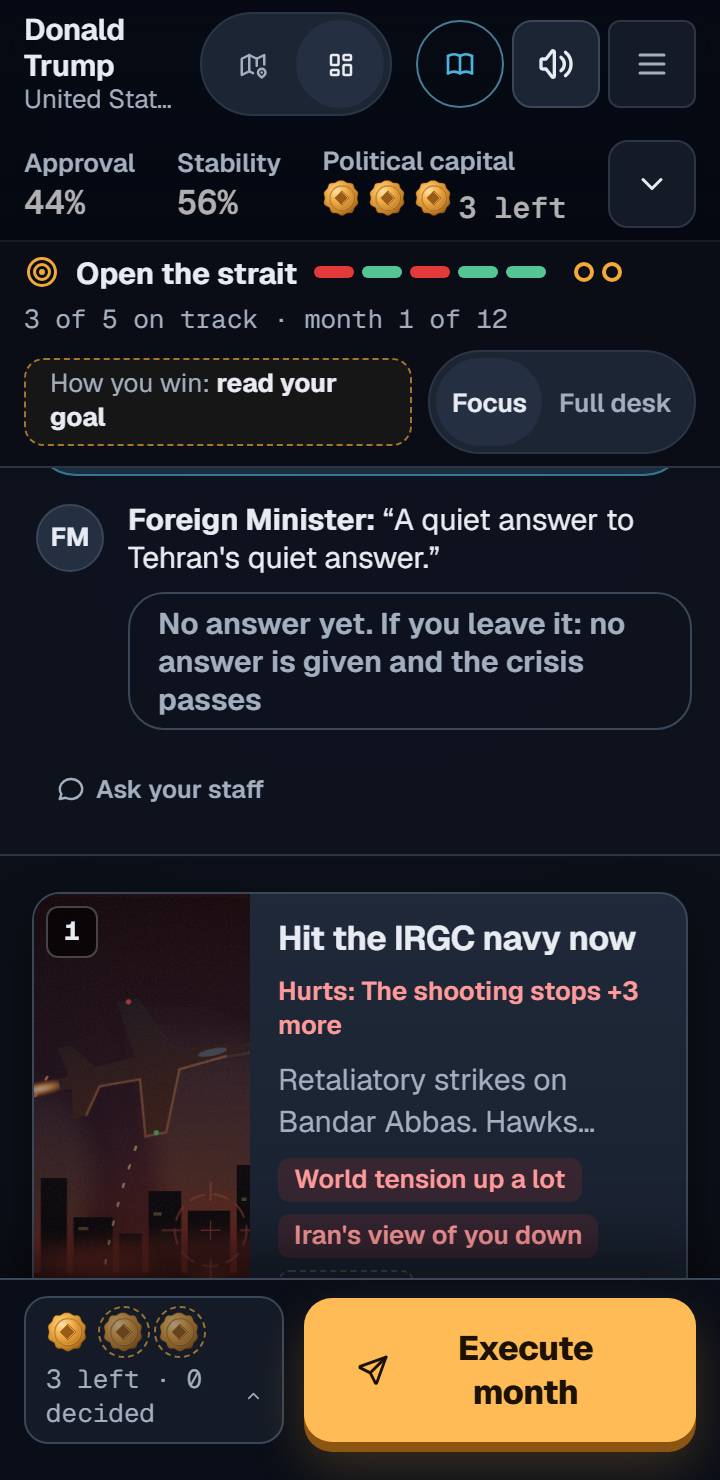 Donald
Trump
United Stat...
Approval
44%
Stability
56%
Political capital
3 left
Open the strait
3 of 5 on track · month 1 of 12
How you win: read your
goal
Focus
Full desk
FM
Foreign Minister: “A quiet answer to
Tehran's quiet answer.”
No answer yet. If you leave it: no
answer is given and the crisis
passes
Ask your staff
1
Hit the IRGC navy now
Hurts: The shooting stops +3
more
Retaliatory strikes on
Bandar Abbas. Hawks...
World tension up a lot
Iran's view of you down
3 left · 0
decided
Execute
month